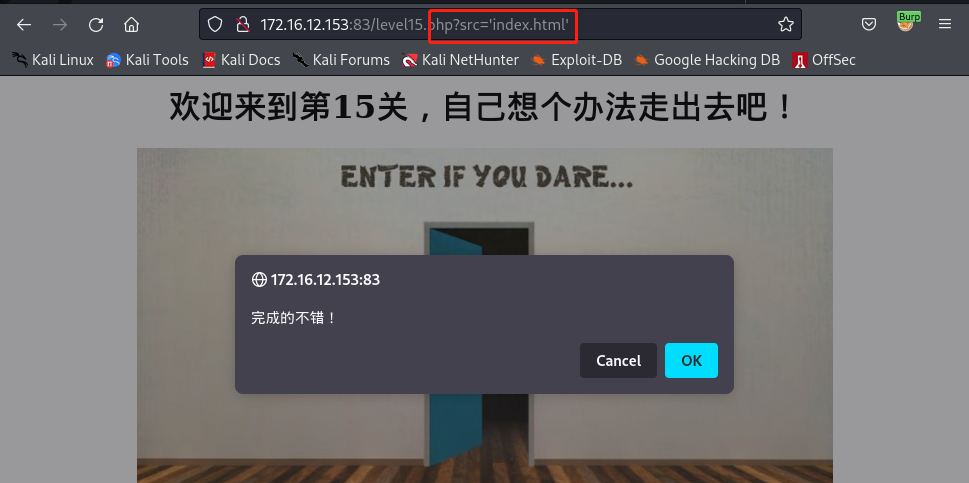 172.16.12.153:83/level15.php?src='index.html'
Burp
Kali Linux Kali Tools Kali Docs Kali Forums Kali NetHunter Exploit-DB Google Hacking DB OffSec
欢迎来到第15关，自己想个办法走出去吧！
ENTER IF YOU DARE...
172.16.12.153:83
完成的不错！
Cancel OK